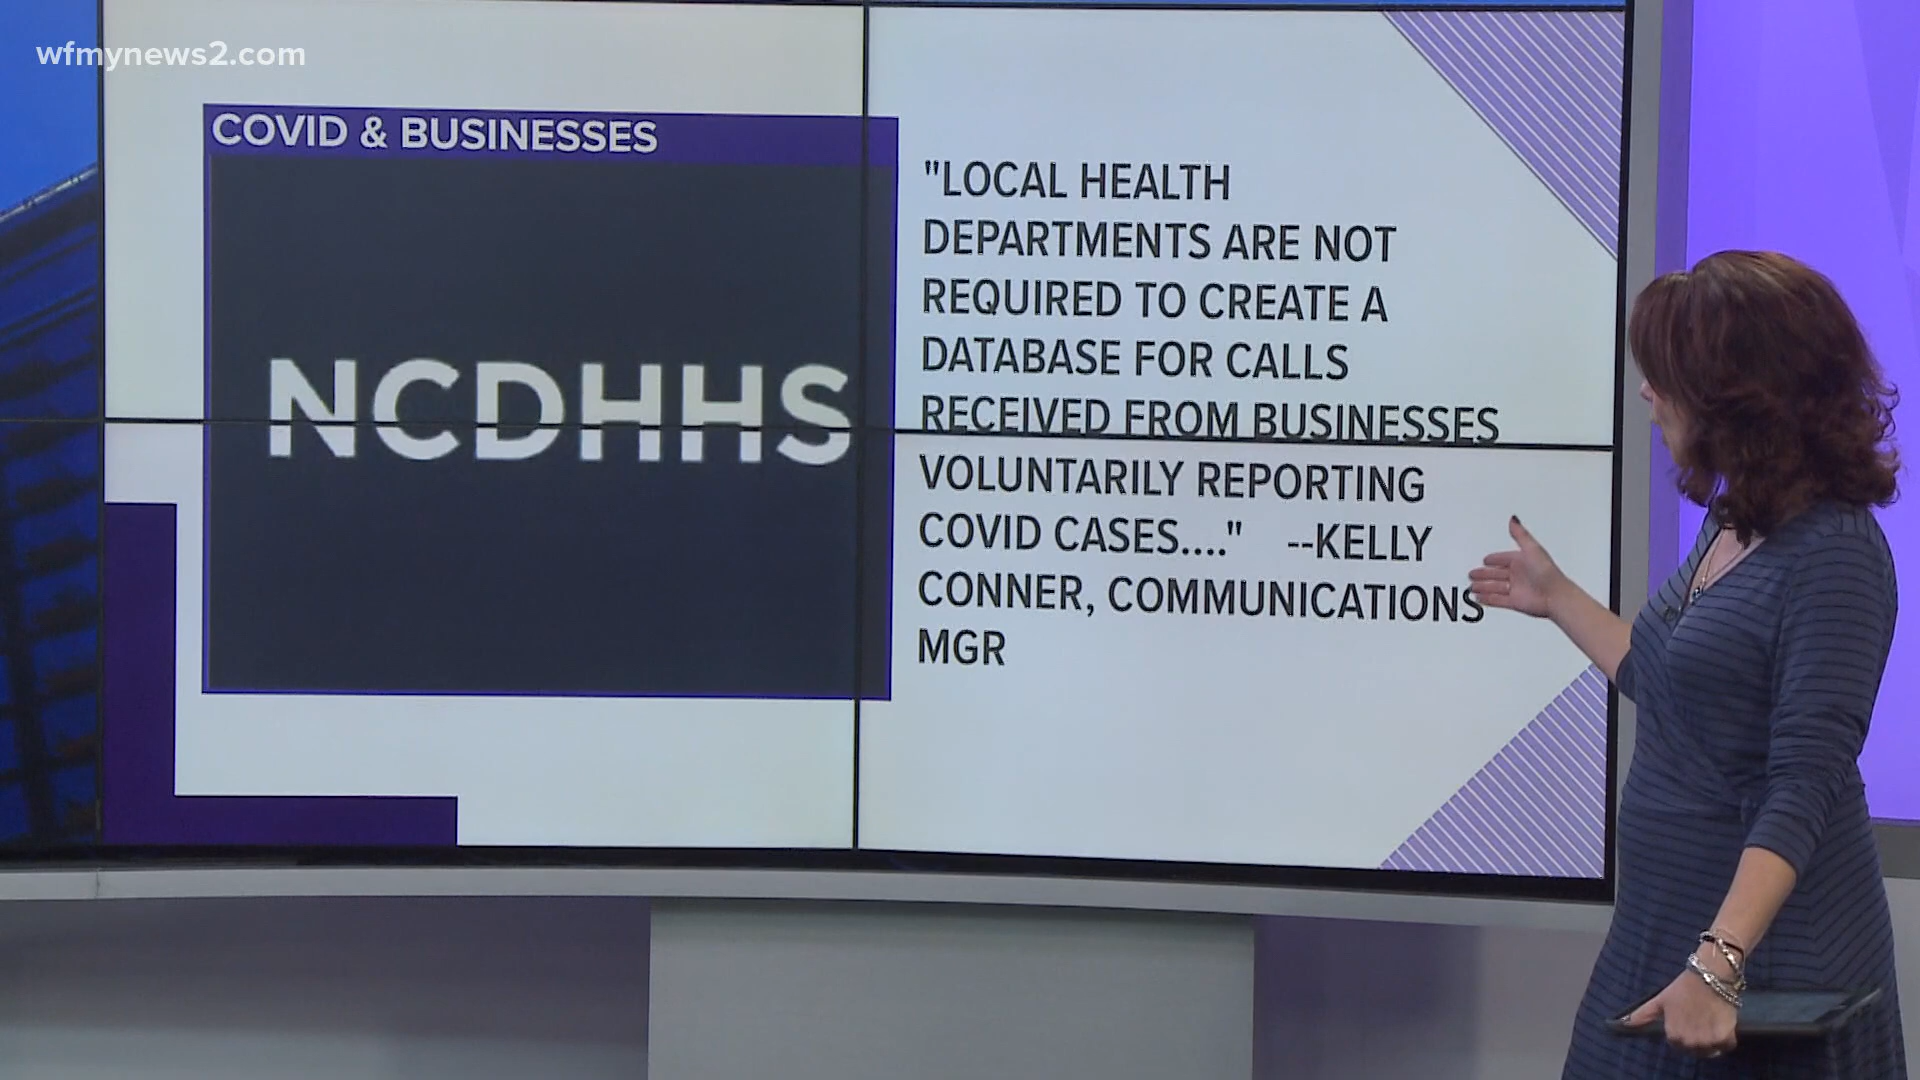 wfmynews2.com
COVID & BUSINESSES
NCDHHS
"LOCAL HEALTH
DEPARTMENTS ARE NOT
REQUIRED TO CREATE A
DATABASE FOR CALLS
RECEIVED FROM BUSINESSES
VOLUNTARILY REPORTING
COVID CASES...." --KELLY
CONNER, COMMUNICATIONS
MGR